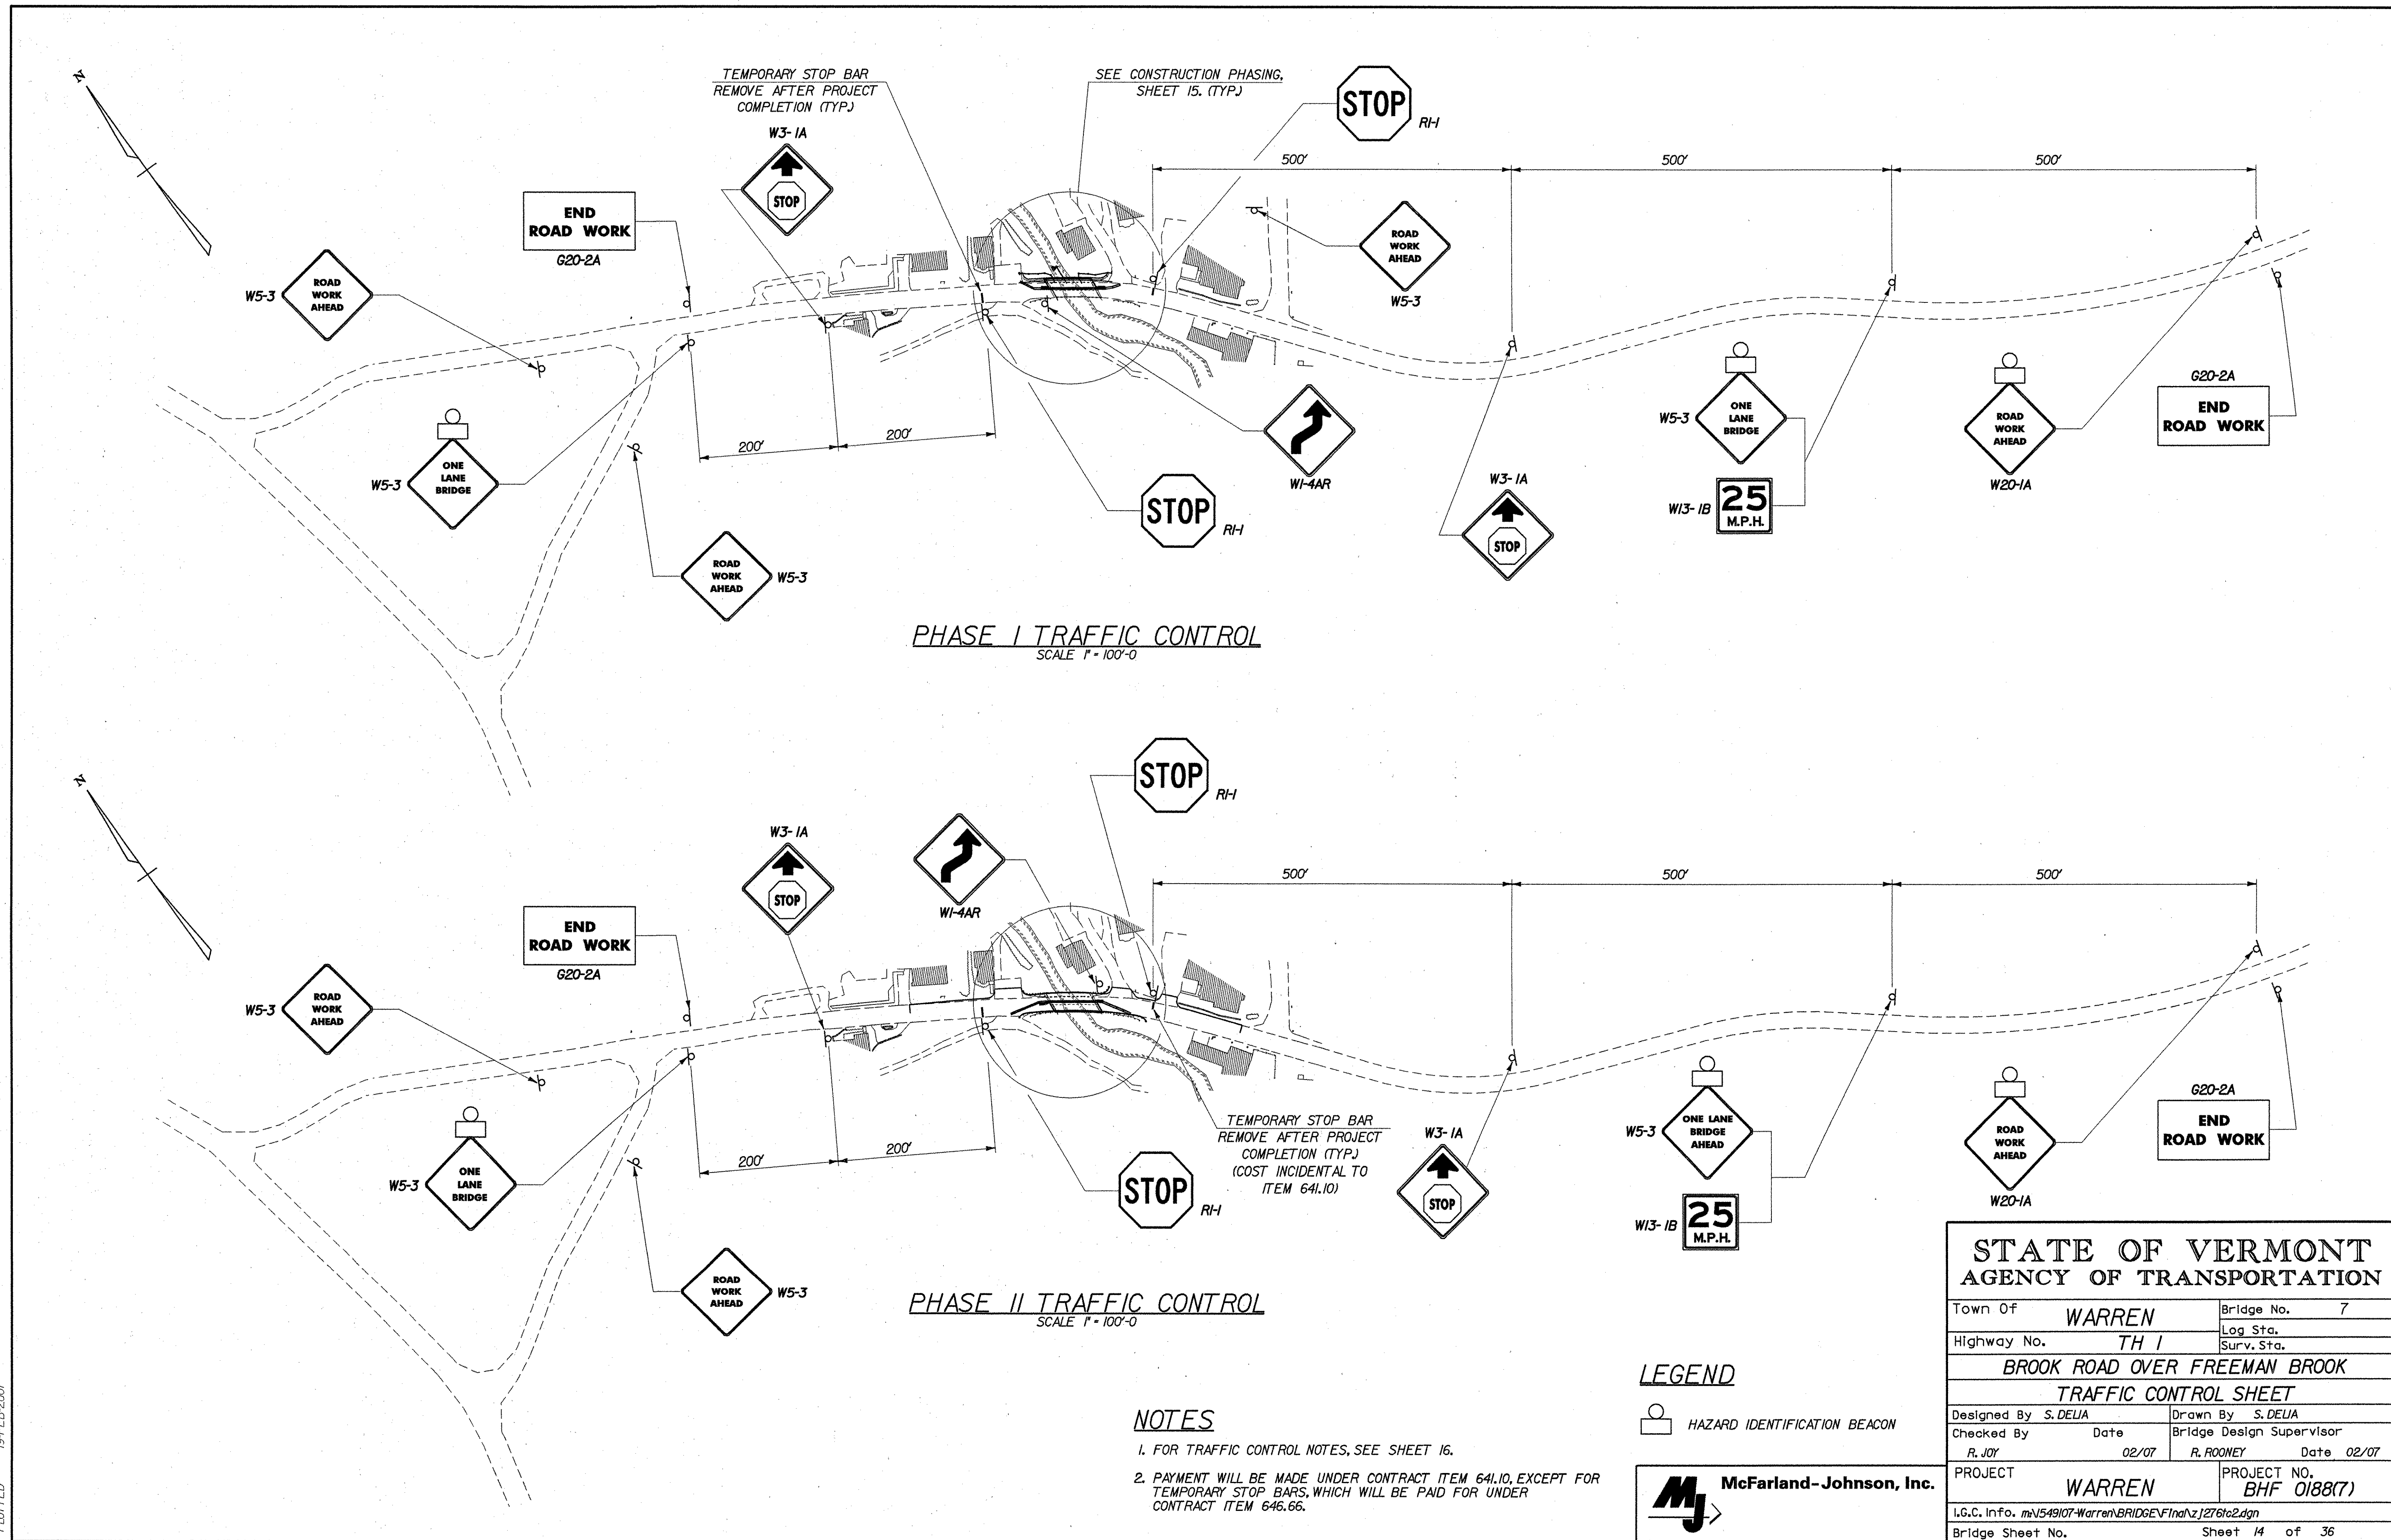 N
TEMPORARY STOP BAR
REMOVE AFTER PROJECT
COMPLETION (TYP.)
SEE CONSTRUCTION PHASING,
SHEET 15. (TYP.)
STOP
R1-1
W3-1A
STOP
END
ROAD WORK
G20-2A
500'
500'
500'
W5-3
ROAD
WORK
AHEAD
ROAD
WORK
AHEAD
W5-3
W5-3
ONE
LANE
BRIDGE
200'
200'
W1-4AR
STOP
R1-1
ROAD
WORK
AHEAD
W5-3
W3-1A
STOP
W5-3
ONE
LANE
BRIDGE
W13-1B
25
M.P.H.
ROAD
WORK
AHEAD
W20-1A
G20-2A
END
ROAD WORK
PHASE I TRAFFIC CONTROL
SCALE 1" = 100'-0
N
STOP
R1-1
W3-1A
STOP
W1-4AR
END
ROAD WORK
G20-2A
500'
500'
500'
W5-3
ROAD
WORK
AHEAD
W5-3
ONE
LANE
BRIDGE
200'
200'
TEMPORARY STOP BAR
REMOVE AFTER PROJECT
COMPLETION (TYP.)
(COST INCIDENTAL TO
ITEM 641.10)
STOP
R1-1
ROAD
WORK
AHEAD
W5-3
W3-1A
STOP
W5-3
ONE LANE
BRIDGE
AHEAD
W13-1B
25
M.P.H.
ROAD
WORK
AHEAD
W20-1A
G20-2A
END
ROAD WORK
PHASE II TRAFFIC CONTROL
SCALE 1" = 100'-0
NOTES
1. FOR TRAFFIC CONTROL NOTES, SEE SHEET 16.
2. PAYMENT WILL BE MADE UNDER CONTRACT ITEM 641.10, EXCEPT FOR
TEMPORARY STOP BARS, WHICH WILL BE PAID FOR UNDER
CONTRACT ITEM 646.66.
LEGEND
HAZARD IDENTIFICATION BEACON
MJ McFarland-Johnson, Inc.
STATE OF VERMONT
AGENCY OF TRANSPORTATION
Town Of WARREN Bridge No. 7
Log Sta.
Highway No. TH 1 Surv. Sta.
BROOK ROAD OVER FREEMAN BROOK
TRAFFIC CONTROL SHEET
Designed By S. DELIA Drawn By S. DELIA
Checked By Date Bridge Design Supervisor
R. JOY 02/07 R. ROONEY Date 02/07
PROJECT WARREN PROJECT NO. BHF 0188(7)
I.G.C. Info. m:\1549107-Warren\BRIDGE\Final\zj276tc2.dgn
Bridge Sheet No. Sheet 14 of 36